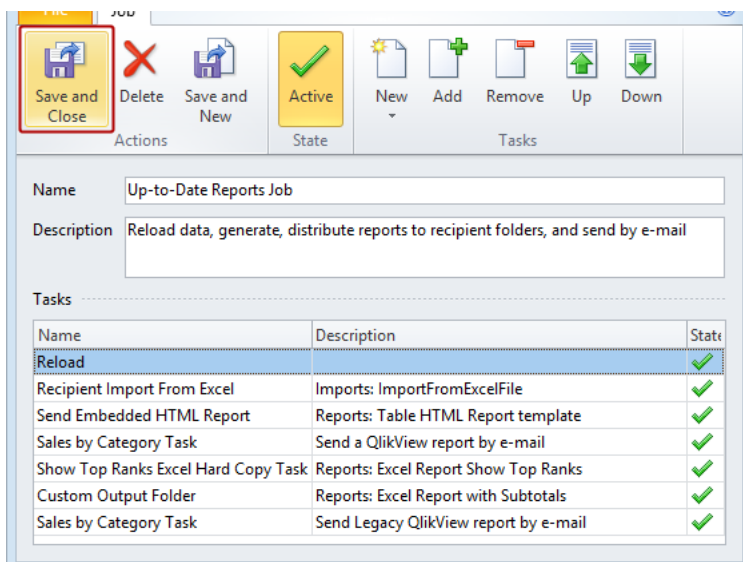 File Job
Save and Close Delete Save and New Active New Add Remove Up Down
Actions State Tasks
Name Up-to-Date Reports Job
Description Reload data, generate, distribute reports to recipient folders, and send by e-mail
Tasks
Name Description State
Reload
Recipient Import From Excel Imports: ImportFromExcelFile
Send Embedded HTML Report Reports: Table HTML Report template
Sales by Category Task Send a QlikView report by e-mail
Show Top Ranks Excel Hard Copy Task Reports: Excel Report Show Top Ranks
Custom Output Folder Reports: Excel Report with Subtotals
Sales by Category Task Send Legacy QlikView report by e-mail